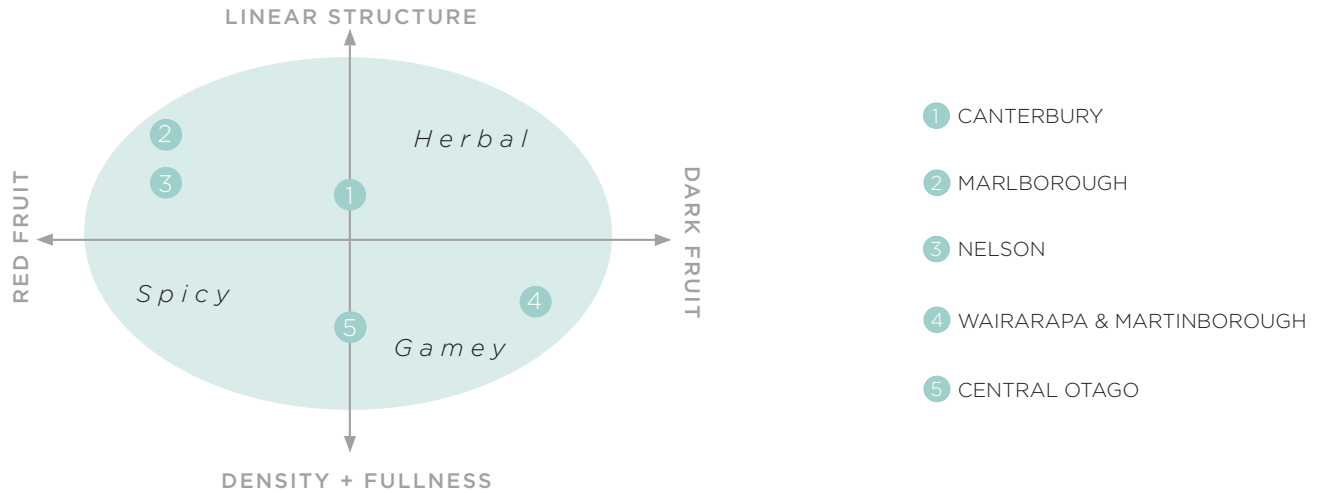 LINEAR STRUCTURE
2
Herbal
3
1
RED FRUIT
DARK FRUIT
Spicy
4
5
Gamey
DENSITY + FULLNESS
1 CANTERBURY
2 MARLBOROUGH
3 NELSON
4 WAIRARAPA & MARTINBOROUGH
5 CENTRAL OTAGO